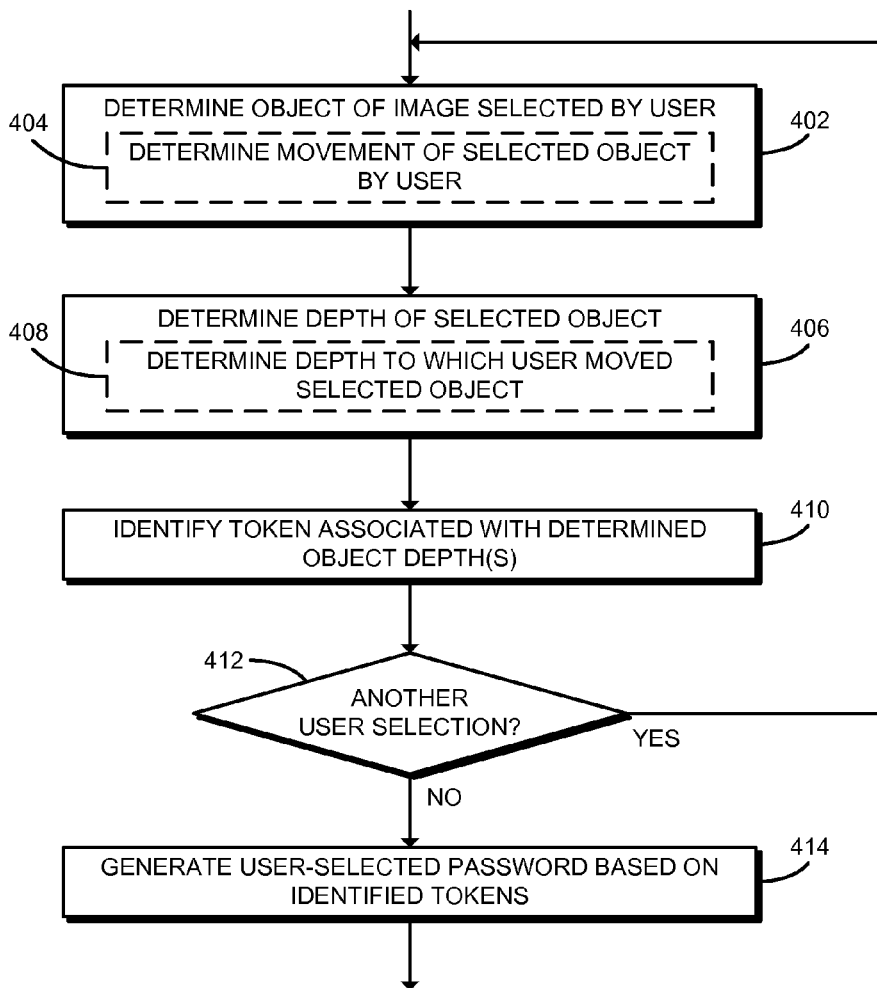 DETERMINE OBJECT OF IMAGE SELECTED BY USER
404
DETERMINE MOVEMENT OF SELECTED OBJECT
BY USER
402
DETERMINE DEPTH OF SELECTED OBJECT
408
DETERMINE DEPTH TO WHICH USER MOVED
SELECTED OBJECT
406
IDENTIFY TOKEN ASSOCIATED WITH DETERMINED
OBJECT DEPTH(S)
410
412
ANOTHER
USER SELECTION?
YES
NO
GENERATE USER-SELECTED PASSWORD BASED ON
IDENTIFIED TOKENS
414